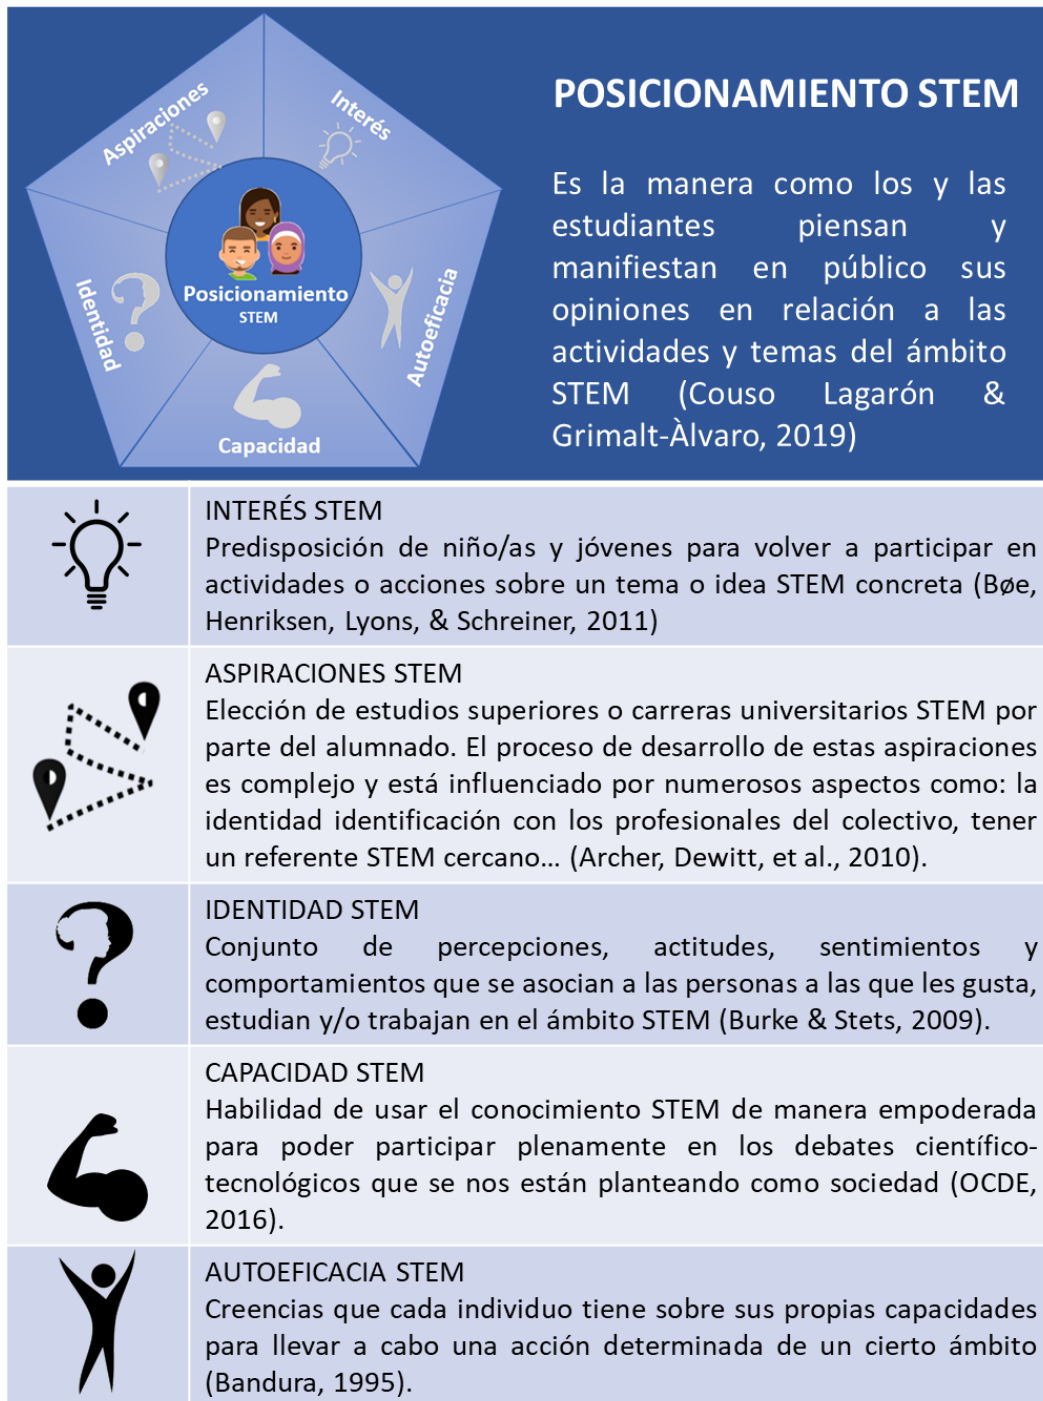 Aspiraciones
Interés
Identidad
Posicionamiento
STEM
Autoeficacia
Capacidad
POSICIONAMIENTO STEM
Es la manera como los y las
estudiantes piensan y
manifiestan en público sus
opiniones en relación a las
actividades y temas del ámbito
STEM (Couso Lagarón &
Grimalt-Àlvaro, 2019)
INTERÉS STEM
Predisposición de niño/as y jóvenes para volver a participar en
actividades o acciones sobre un tema o idea STEM concreta (Bøe,
Henriksen, Lyons, & Schreiner, 2011)
ASPIRACIONES STEM
Elección de estudios superiores o carreras universitarios STEM por
parte del alumnado. El proceso de desarrollo de estas aspiraciones
es complejo y está influenciado por numerosos aspectos como: la
identidad identificación con los profesionales del colectivo, tener
un referente STEM cercano... (Archer, Dewitt, et al., 2010).
IDENTIDAD STEM
Conjunto de percepciones, actitudes, sentimientos y
comportamientos que se asocian a las personas a las que les gusta,
estudian y/o trabajan en el ámbito STEM (Burke & Stets, 2009).
CAPACIDAD STEM
Habilidad de usar el conocimiento STEM de manera empoderada
para poder participar plenamente en los debates científico-
tecnológicos que se nos están planteando como sociedad (OCDE,
2016).
AUTOEFICACIA STEM
Creencias que cada individuo tiene sobre sus propias capacidades
para llevar a cabo una acción determinada de un cierto ámbito
(Bandura, 1995).